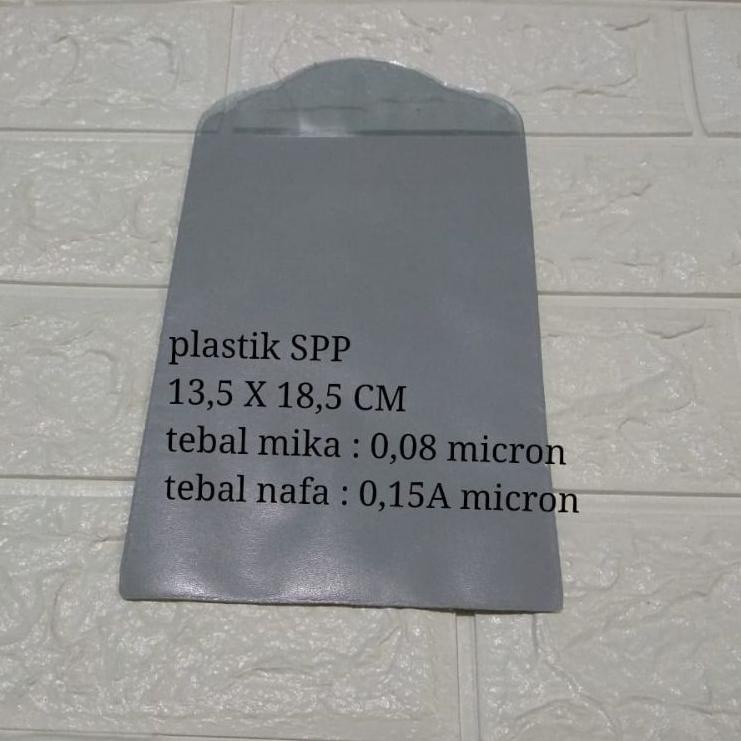 plastik SPP
13,5 X 18,5 CM
tebal mika : 0,08 micron
tebal nafa : 0,15A micron